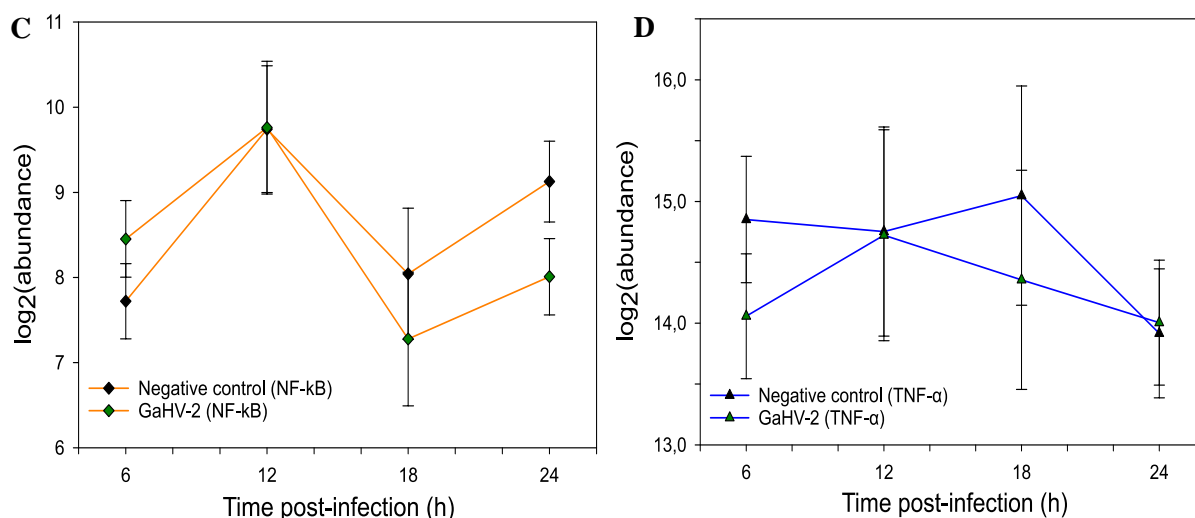 C
11
10
9
8
7
6
log2(abundance)
Negative control (NF-kB)
GaHV-2 (NF-kB)
6 12 18 24
Time post-infection (h)
D
16,0
15,0
14,0
13,0
log2(abundance)
Negative control (TNF-α)
GaHV-2 (TNF-α)
6 12 18 24
Time post-infection (h)